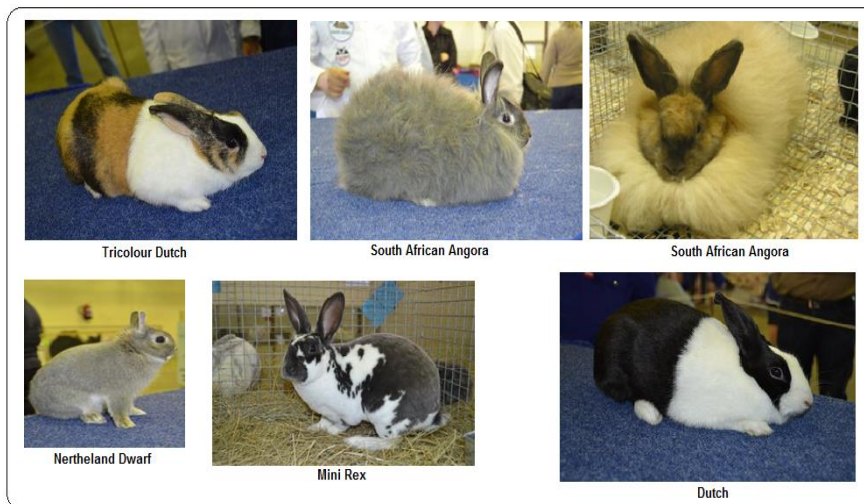 Tricolour Dutch
South African Angora
South African Angora
Nertheland Dwarf
Mini Rex
Dutch